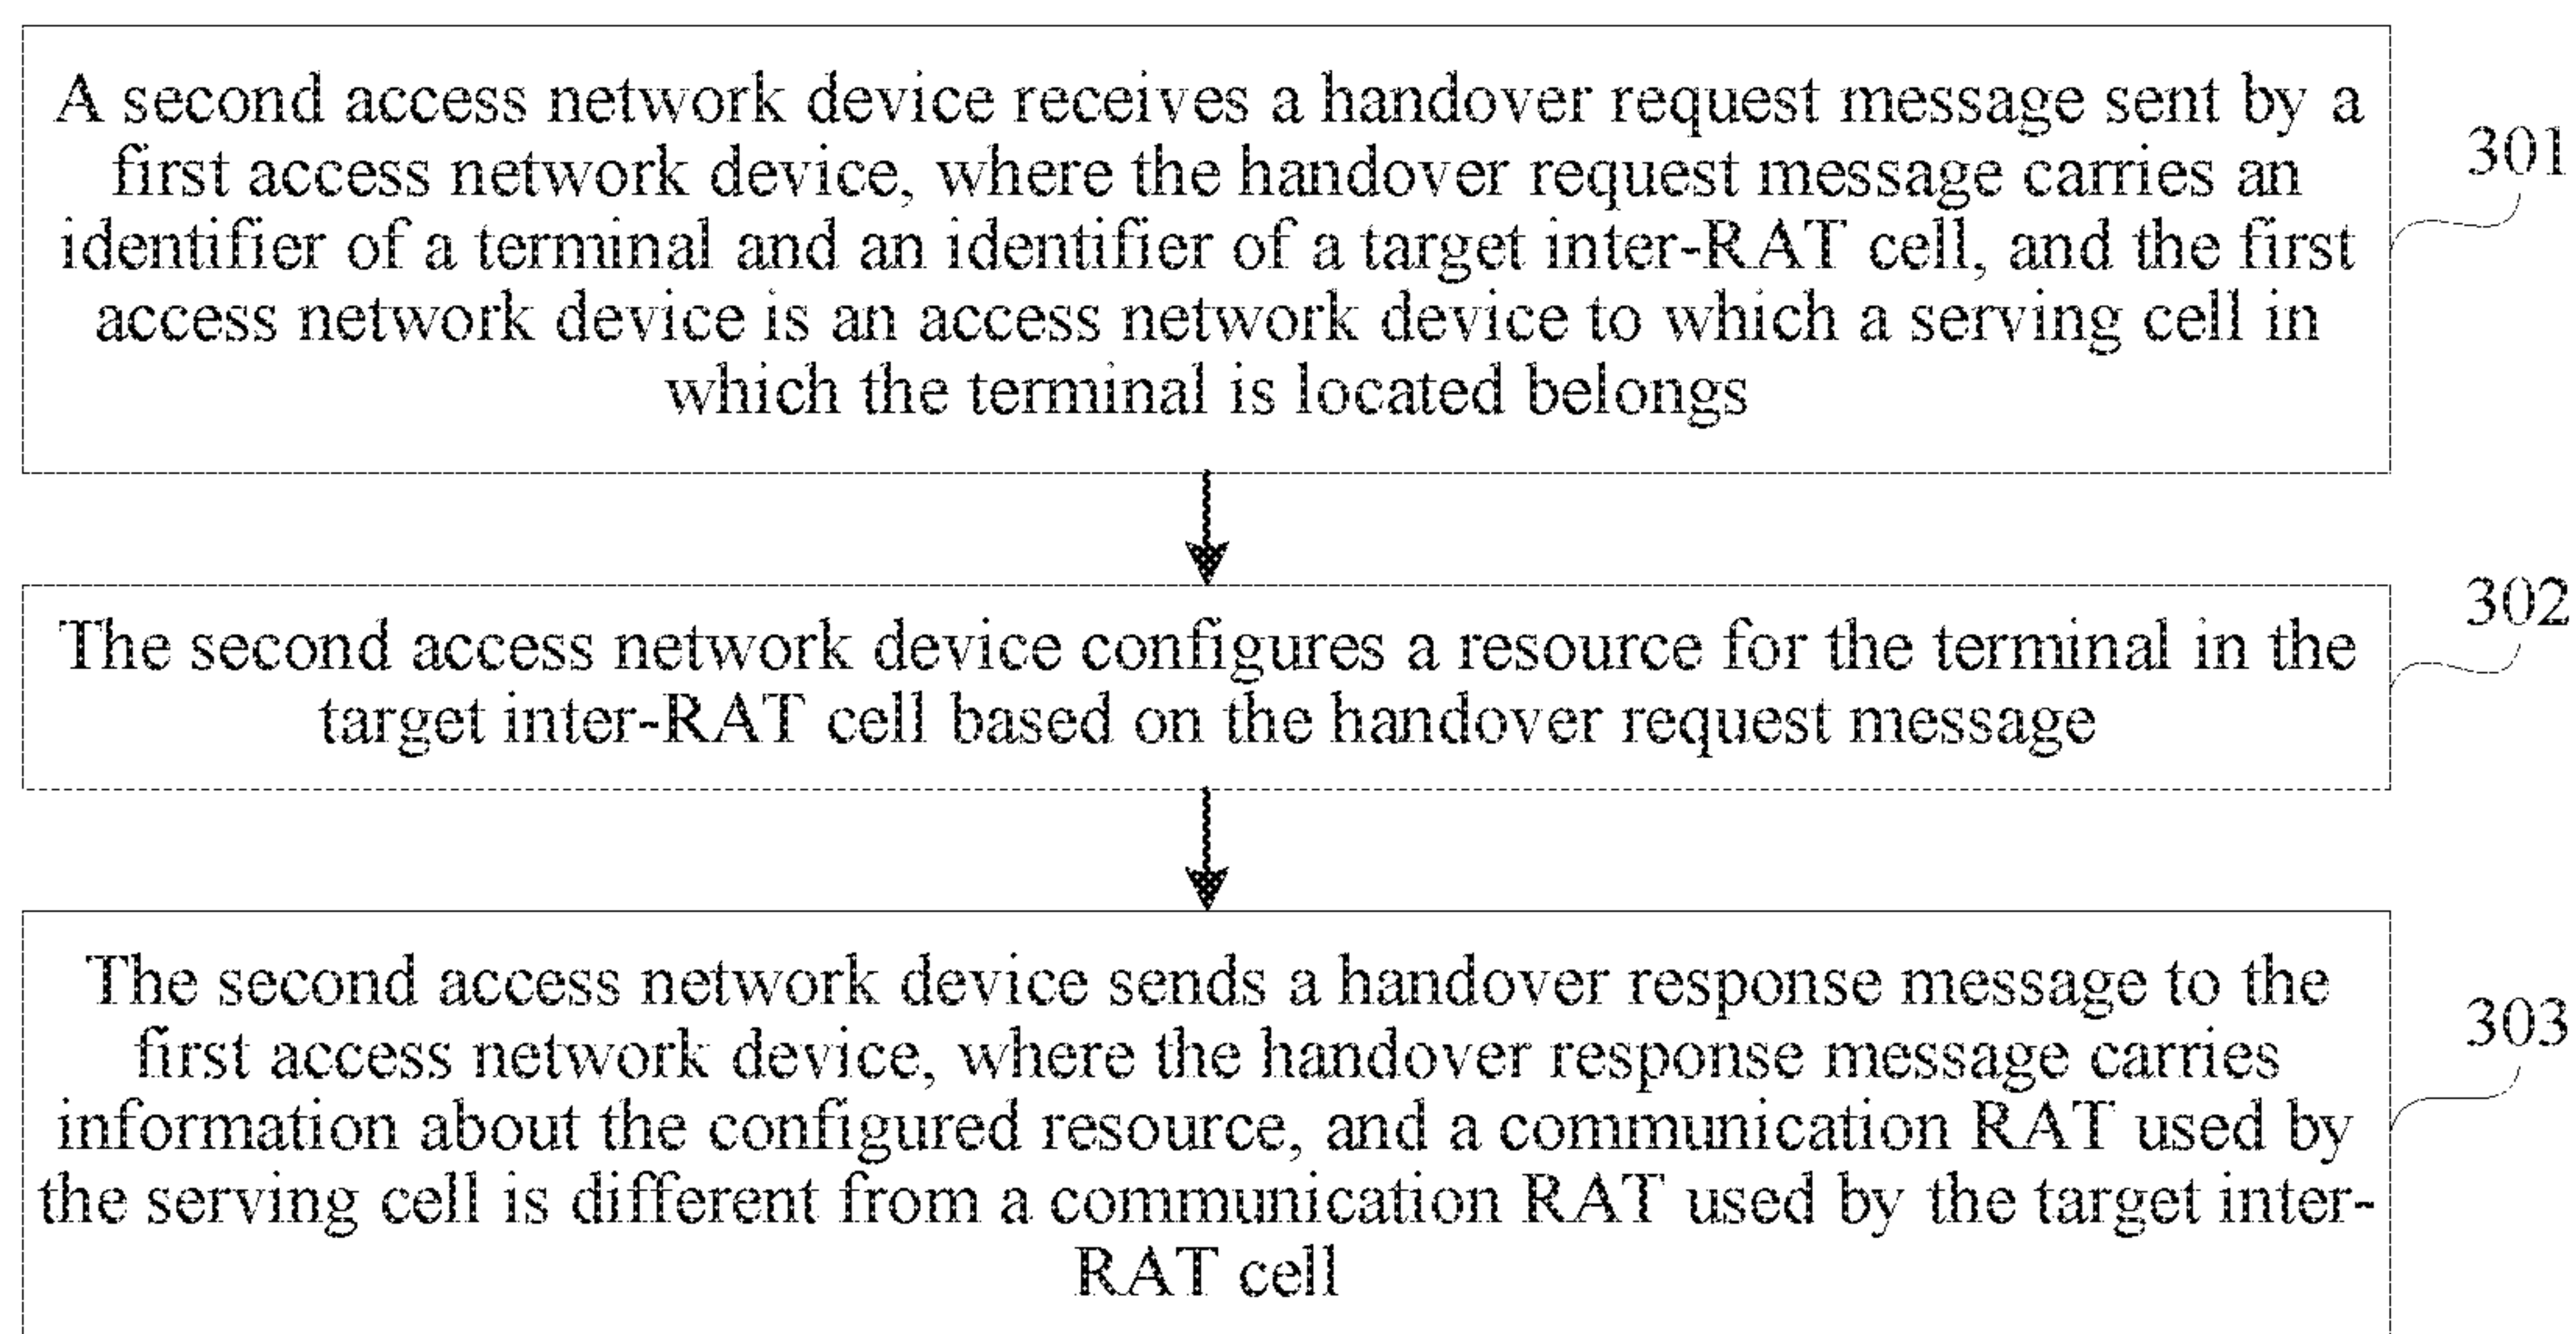 A second access network device receives a handover request message sent by a
first access network device, where the handover request message carries an
identifier of a terminal and an identifier of a target inter-RAT cell, and the first
access network device is an access network device to which a serving cell in
which the terminal is located belongs
301
The second access network device configures a resource for the terminal in the
target inter-RAT cell based on the handover request message
302
The second access network device sends a handover response message to the
first access network device, where the handover response message carries
information about the configured resource, and a communication RAT used by
the serving cell is different from a communication RAT used by the target inter-
RAT cell
303